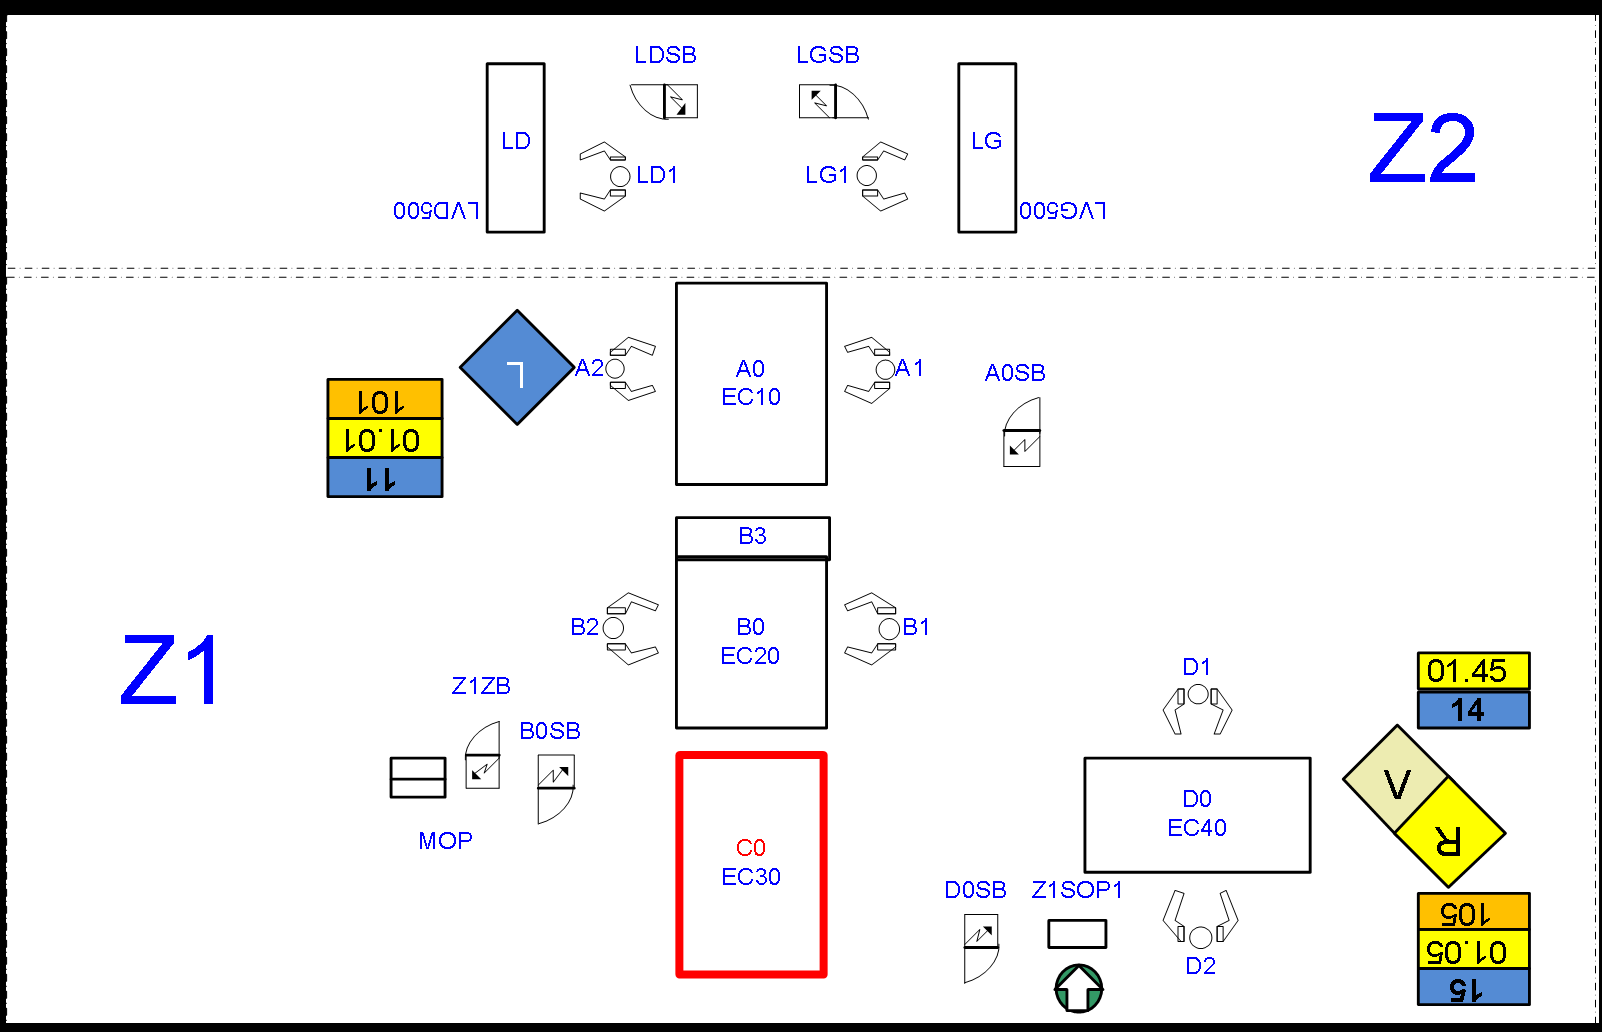 LDSB
LGSB
LD
LG
Z2
LD1
LG1
LVD500
LVG500
A2
A0
EC10
A1
A0SB
L
101
01.01
11
B3
B2
B0
EC20
B1
Z1
Z1ZB
B0SB
MOP
C0
EC30
D1
D0
EC40
01.45
14
V
R
D0SB
Z1SOP1
D2
105
01.05
15